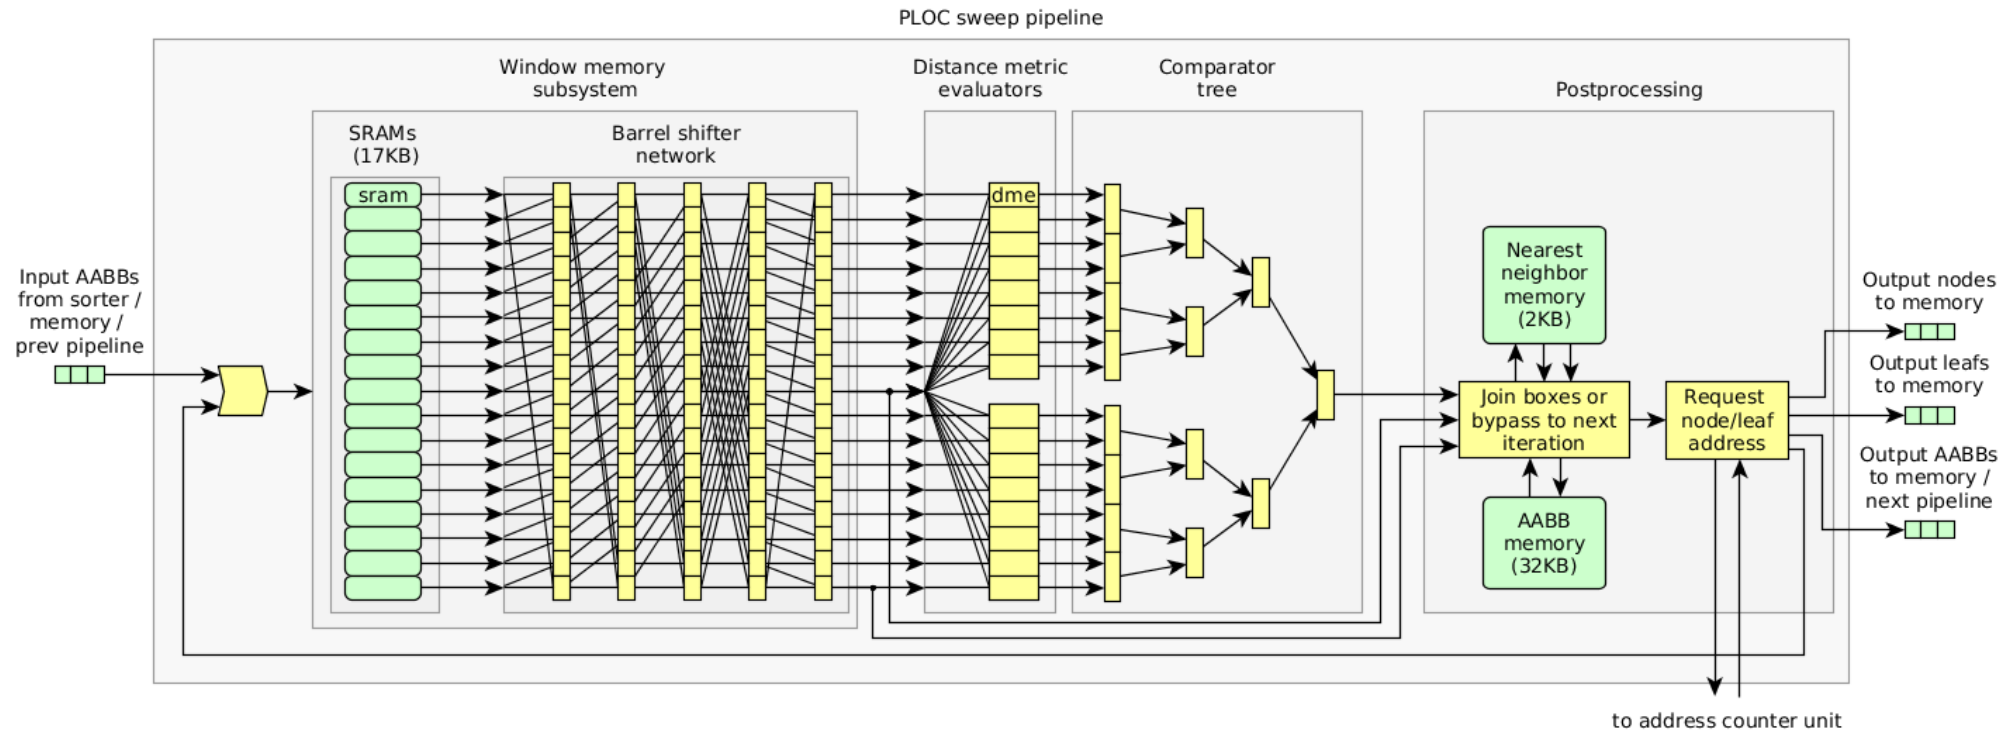 PLOC sweep pipeline
Window memory
subsystem
Distance metric
evaluators
Comparator
tree
Postprocessing
SRAMs
(17KB)
Barrel shifter
network
sram
dme
Input AABBs
from sorter /
memory /
prev pipeline
Nearest
neighbor
memory
(2KB)
Join boxes or
bypass to next
iteration
Request
node/leaf
address
AABB
memory
(32KB)
Output nodes
to memory
Output leafs
to memory
Output AABBs
to memory /
next pipeline
to address counter unit